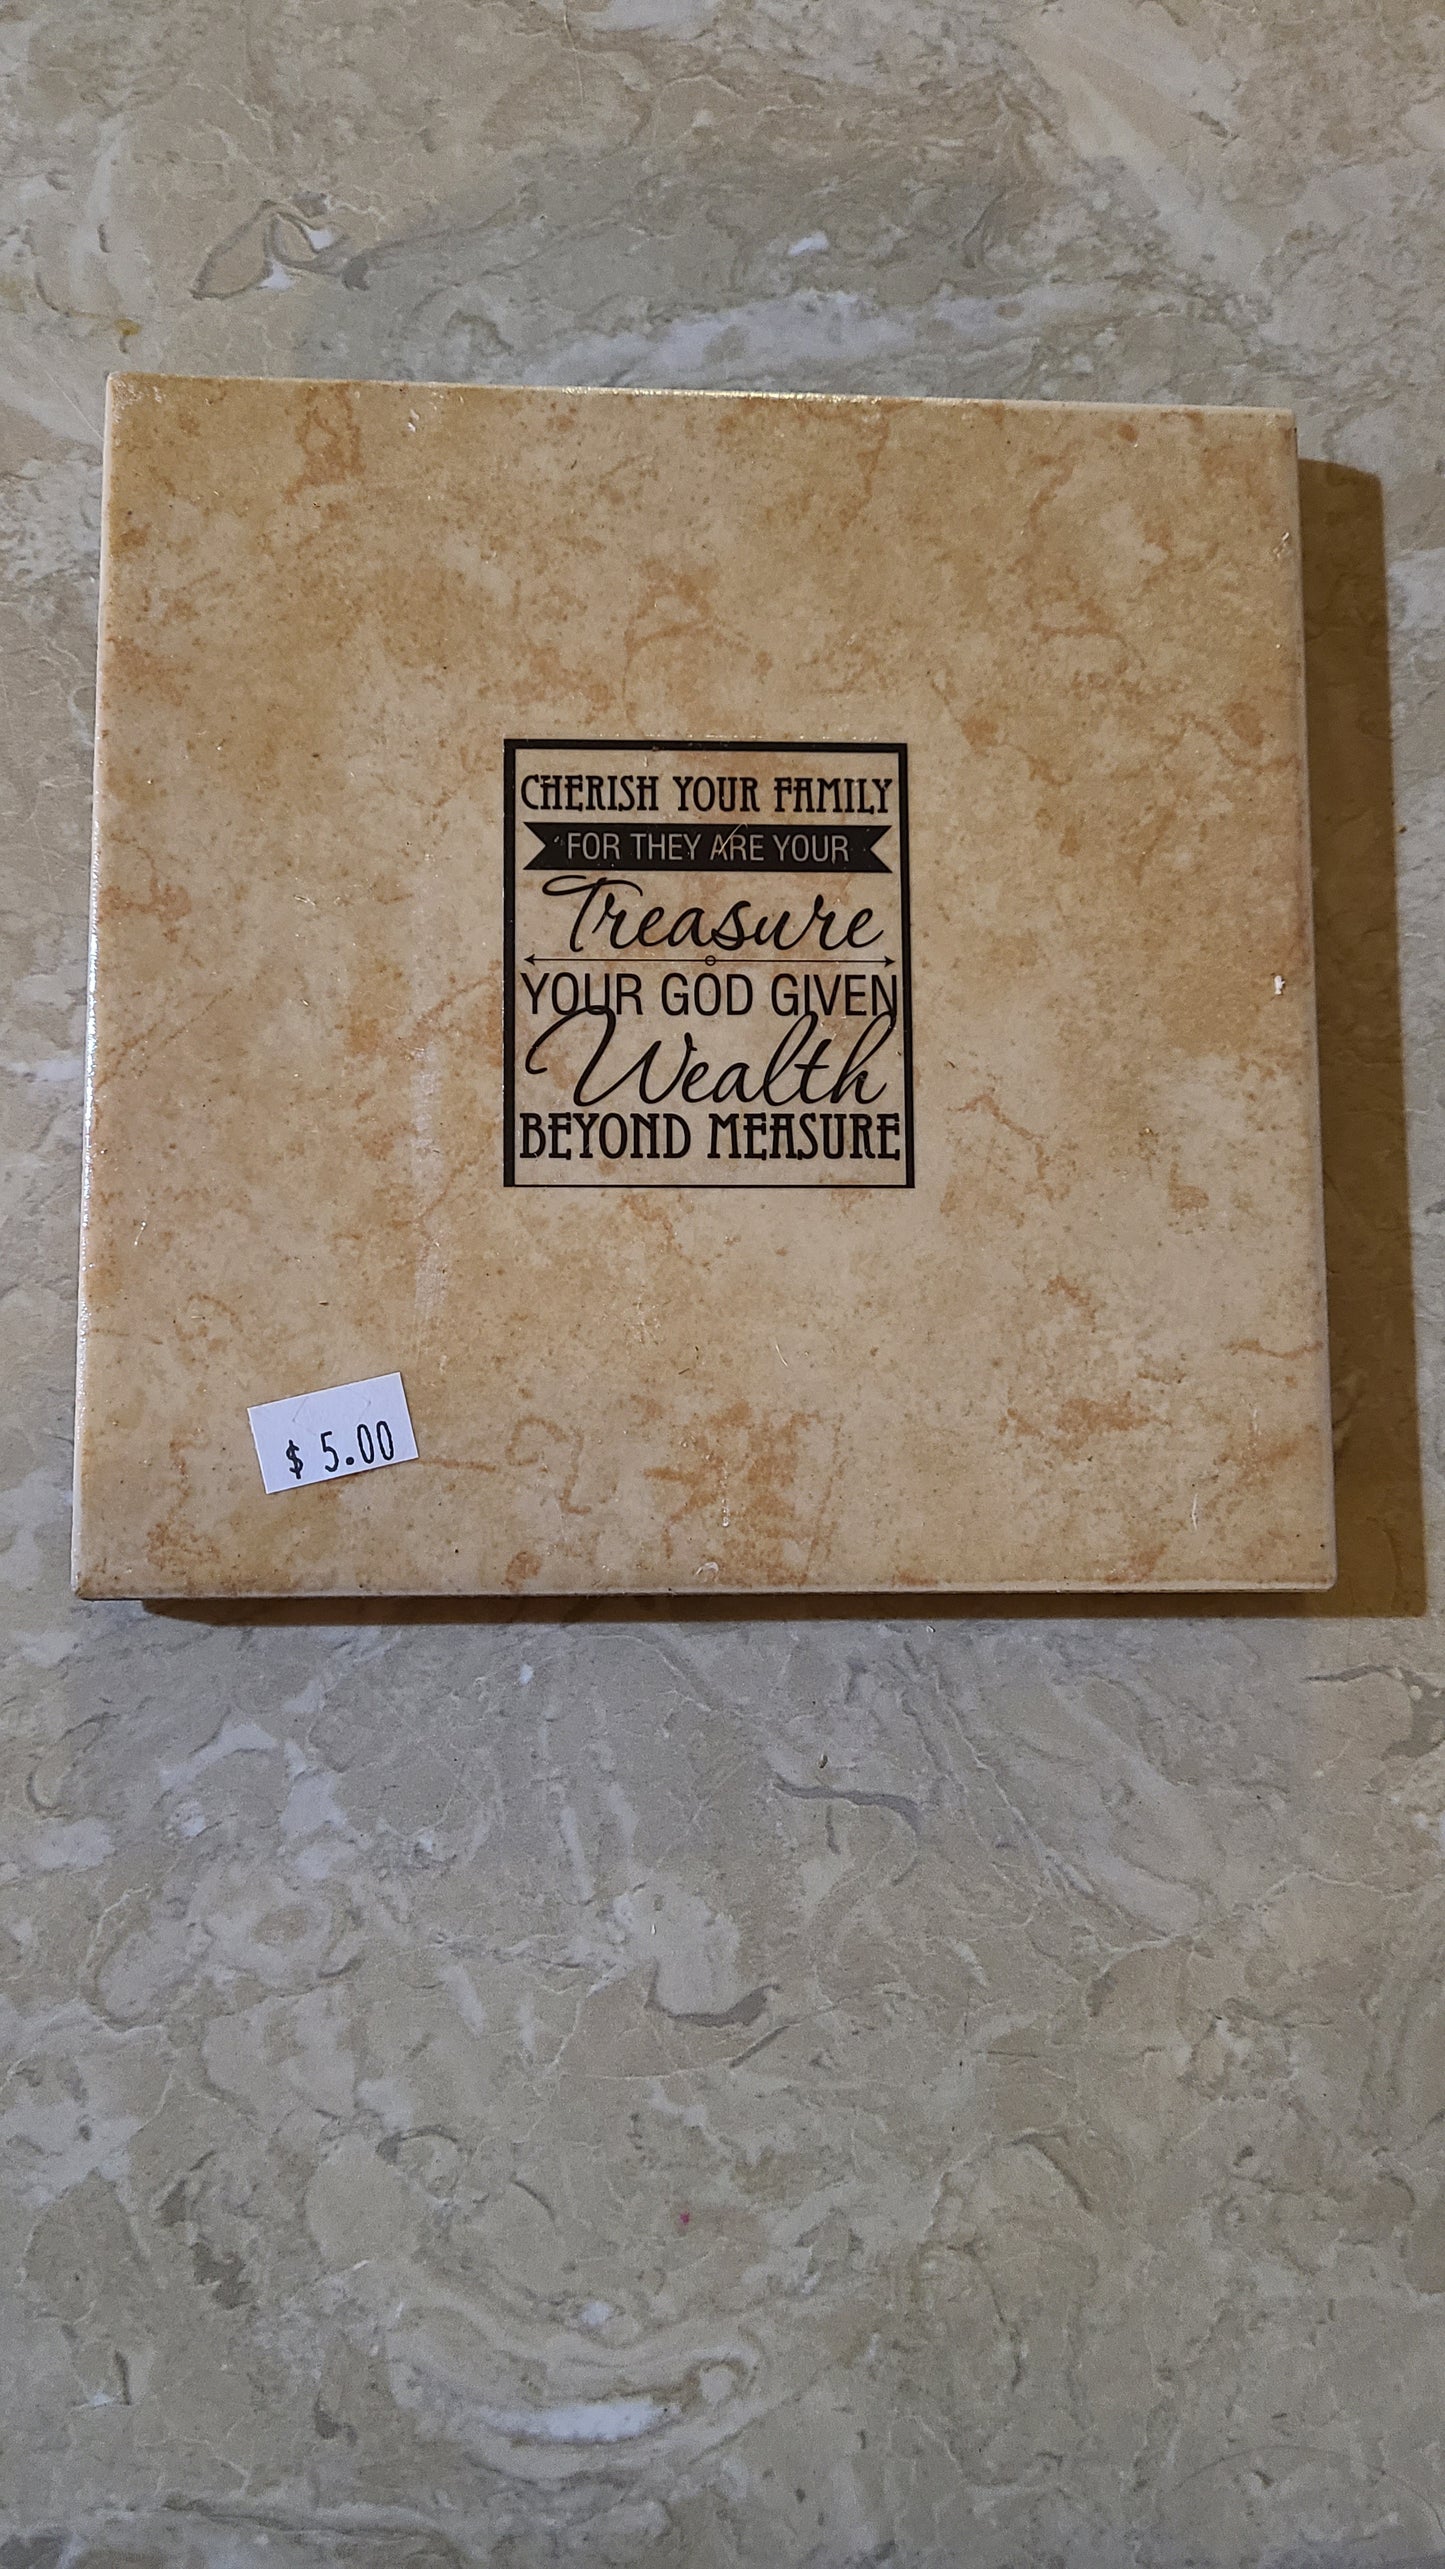 CHERISH YOUR FAMILY
FOR THEY ARE YOUR
Treasure
YOUR GOD GIVEN
Wealth
BEYOND MEASURE
$ 5.00